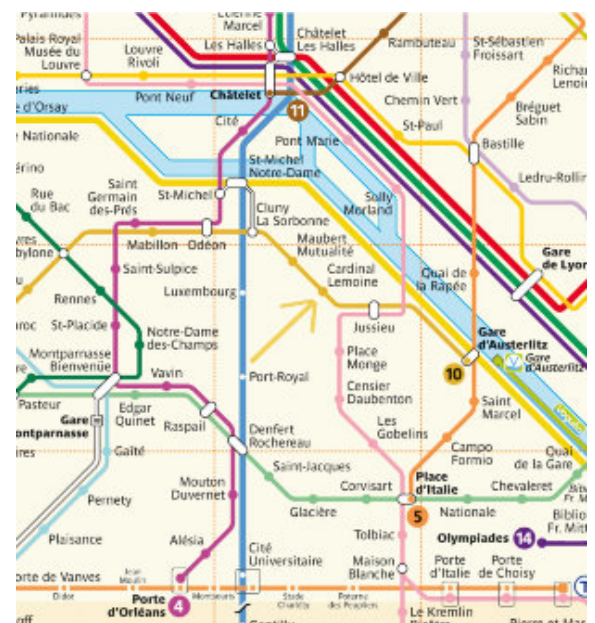 Marcel
Châtelet
Les Halles
Les Halles
Rambuteau
St-Sébastien
Froissart
Palais Royal
Musée du
Louvre
Louvre
Rivoli
Hôtel de Ville
Pont Neuf
Châtelet
11
Chemin Vert
Bréguet
Sabin
d'Orsay
Cité
Pont Marie
St-Paul
Bastille
Nationale
St-Michel
Notre-Dame
Ledru-Rollin
Rue
du Bac
Saint
Germain
des-Prés
St-Michel
Cluny
La Sorbonne
Sully
Morland
Mabillon
Odéon
Maubert
Mutualité
Gare
de Lyon
Saint-Sulpice
Cardinal
Lemoine
Quai de
la Rapée
Rennes
Luxembourg
St-Placide
Notre-Dame
des-Champs
Jussieu
Gare
d'Austerlitz
Gare
d'Austerlitz
Montparnasse
Bienvenüe
Vavin
Port-Royal
Place
Monge
10
Pasteur
Edgar
Quinet
Raspail
Censier
Daubenton
Saint
Marcel
Gare
Denfert
Rochereau
Les
Gobelins
Gaîté
Campo
Formio
Quai
de la Gare
Saint-Jacques
Mouton
Duvernet
Corvisart
Place
d'Italie
Chevaleret
Pernety
Glacière
5
Nationale
Plaisance
Alésia
Tolbiac
Olympiades
14
Cité
Universitaire
Maison
Blanche
Porte
d'Italie
Porte
de Choisy
Porte
d'Orléans
4
Le Kremlin